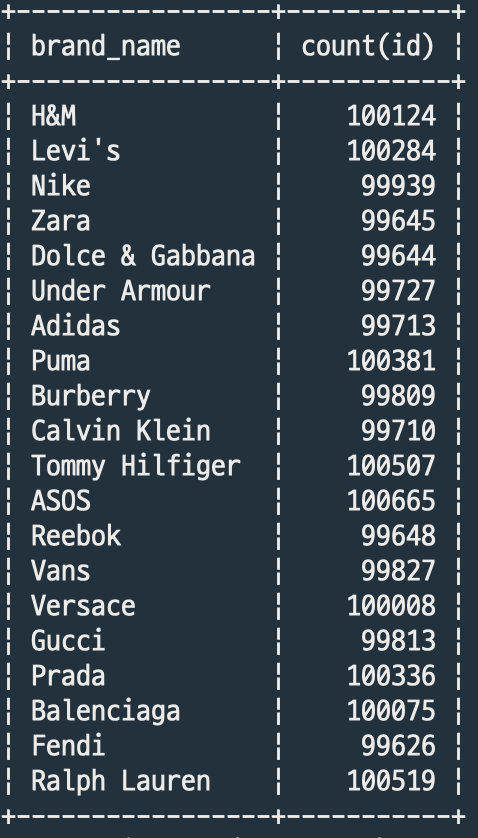 +------------------+------------+
| brand_name | count(id) |
+------------------+------------+
| H&M | 100124 |
| Levi's | 100284 |
| Nike | 99939 |
| Zara | 99645 |
| Dolce & Gabbana | 99644 |
| Under Armour | 99727 |
| Adidas | 99713 |
| Puma | 100381 |
| Burberry | 99809 |
| Calvin Klein | 99710 |
| Tommy Hilfiger | 100507 |
| ASOS | 100665 |
| Reebok | 99648 |
| Vans | 99827 |
| Versace | 100008 |
| Gucci | 99813 |
| Prada | 100336 |
| Balenciaga | 100075 |
| Fendi | 99626 |
| Ralph Lauren | 100519 |
+------------------+------------+